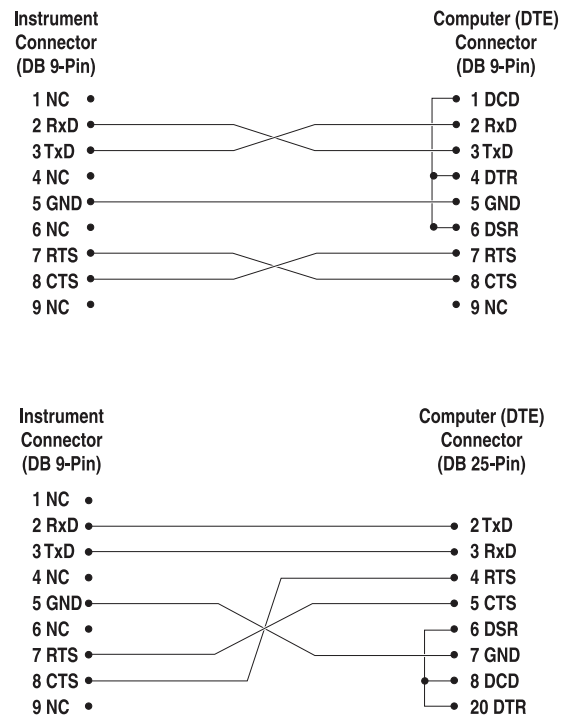 Instrument
Connector
(DB 9-Pin)
Computer (DTE)
Connector
(DB 9-Pin)
1 NC
2 RxD
3 TxD
4 NC
5 GND
6 NC
7 RTS
8 CTS
9 NC
1 DCD
2 RxD
3 TxD
4 DTR
5 GND
6 DSR
7 RTS
8 CTS
9 NC
Instrument
Connector
(DB 9-Pin)
Computer (DTE)
Connector
(DB 25-Pin)
1 NC
2 RxD
3 TxD
4 NC
5 GND
6 NC
7 RTS
8 CTS
9 NC
2 TxD
3 RxD
4 RTS
5 CTS
6 DSR
7 GND
8 DCD
20 DTR